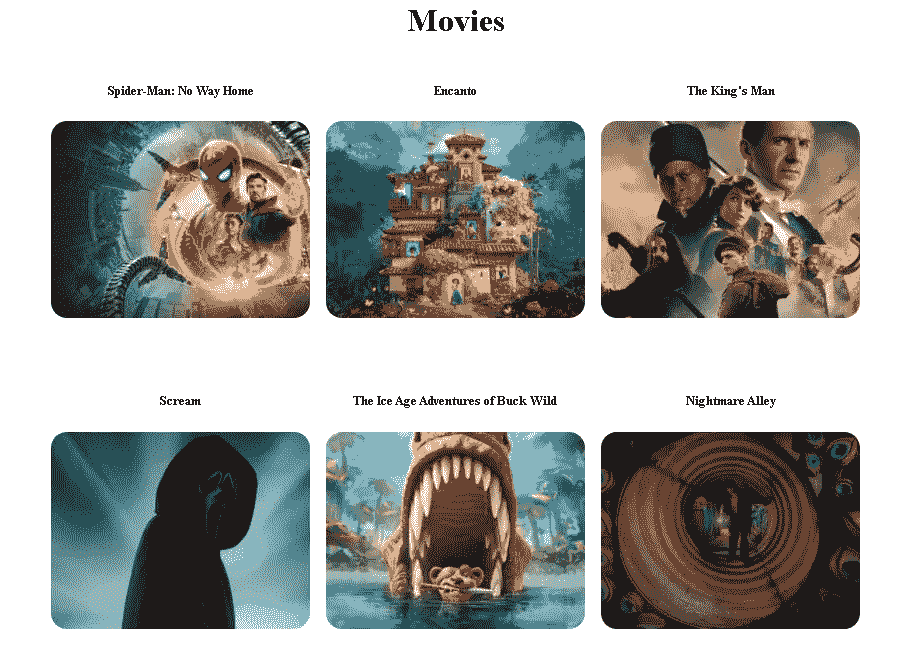 Movies
Spider-Man: No Way Home
Encanto
The King's Man
Scream
The Ice Age Adventures of Buck Wild
Nightmare Alley